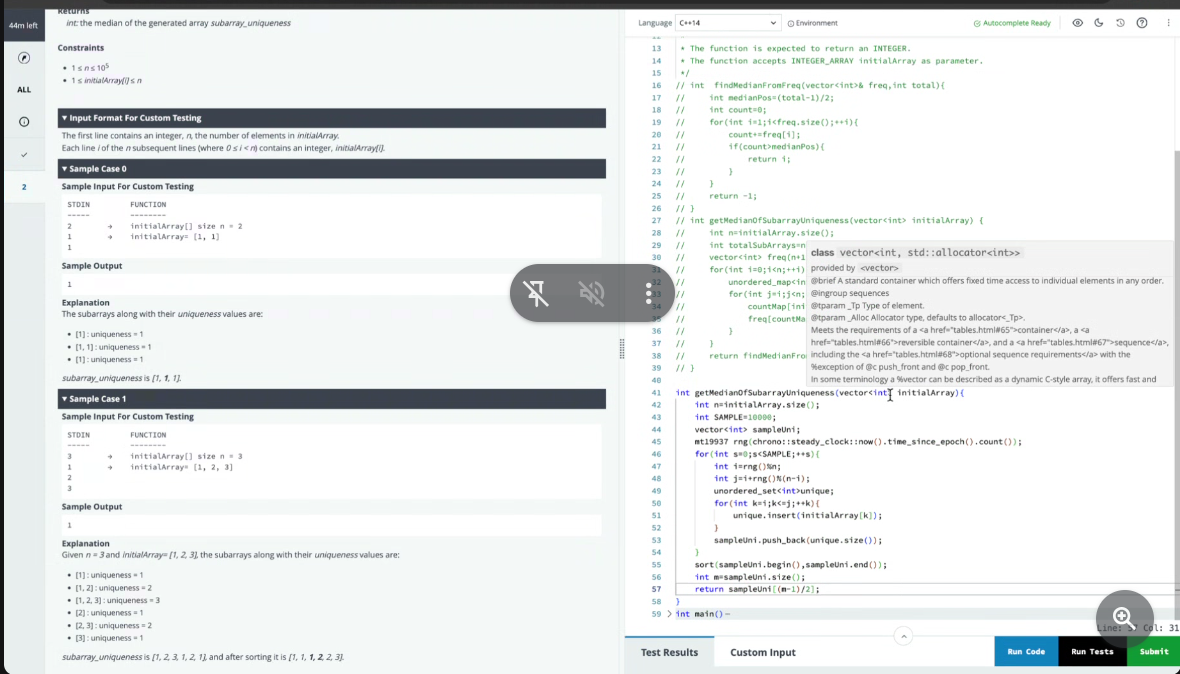 44m left
ALL
2
Returns
int: the median of the generated array subarray_uniqueness
Constraints
• 1 ≤ n ≤ 10⁵
• 1 ≤ initialArray[i] ≤ n
▾ Input Format For Custom Testing
The first line contains an integer, n, the number of elements in initialArray.
Each line i of the n subsequent lines (where 0 ≤ i < n) contains an integer, initialArray[i].
▾ Sample Case 0
Sample Input For Custom Testing
STDIN FUNCTION
----- --------
2 → initialArray[] size n = 2
1 → initialArray= [1, 1]
1
Sample Output
1
Explanation
The subarrays along with their uniqueness values are:
• [1] : uniqueness = 1
• [1, 1] : uniqueness = 1
• [1] : uniqueness = 1
subarray_uniqueness is [1, 1, 1].
▾ Sample Case 1
Sample Input For Custom Testing
STDIN FUNCTION
----- --------
3 → initialArray[] size n = 3
1 → initialArray= [1, 2, 3]
2
3
Sample Output
1
Explanation
Given n = 3 and initialArray= [1, 2, 3], the subarrays along with their uniqueness values are:
• [1] : uniqueness = 1
• [1, 2] : uniqueness = 2
• [1, 2, 3] : uniqueness = 3
• [2] : uniqueness = 1
• [2, 3] : uniqueness = 2
• [3] : uniqueness = 1
subarray_uniqueness is [1, 2, 3, 1, 2, 1], and after sorting it is [1, 1, 1, 2, 2, 3].
Language C++14 Environment Autocomplete Ready
13 * The function is expected to return an INTEGER.
14 * The function accepts INTEGER_ARRAY initialArray as parameter.
15 */
16 // int findMedianFromFreq(vector<int>& freq,int total){
17 // int medianPos=(total-1)/2;
18 // int count=0;
19 // for(int i=1;i<freq.size();++i){
20 // count+=freq[i];
21 // if(count>medianPos){
22 // return i;
23 // }
24 // }
25 // return -1;
26 // }
27 // int getMedianOfSubarrayUniqueness(vector<int> initialArray) {
28 // int n=initialArray.size();
29 // int totalSubArrays=n
30 // vector<int> freq(n+1
31 // for(int i=0;i<n;++i)
32 // unordered_map<in
33 // for(int j=i;j<n;
34 // countMap[ini
35 // freq[countMa
36 // }
37 // }
38 // return findMedianFro
39 // }
40
class vector<int, std::allocator<int>>
provided by <vector>
@brief A standard container which offers fixed time access to individual elements in any order.
@ingroup sequences
@tparam _Tp Type of element.
@tparam _Alloc Allocator type, defaults to allocator<_Tp>.
Meets the requirements of a <a href="tables.html#65">container</a>, a <a
href="tables.html#66">reversible container</a>, and a <a href="tables.html#67">sequence</a>,
including the <a href="tables.html#68">optional sequence requirements</a> with the
%exception of @c push_front and @c pop_front.
In some terminology a %vector can be described as a dynamic C-style array, it offers fast and
41 int getMedianOfSubarrayUniqueness(vector<int> initialArray){
42 int n=initialArray.size();
43 int SAMPLE=10000;
44 vector<int> sampleUni;
45 mt19937 rng(chrono::steady_clock::now().time_since_epoch().count());
46 for(int s=0;s<SAMPLE;++s){
47 int i=rng()%n;
48 int j=i+rng()%(n-i);
49 unordered_set<int>unique;
50 for(int k=i;k<=j;++k){
51 unique.insert(initialArray[k]);
52 }
53 sampleUni.push_back(unique.size());
54 }
55 sort(sampleUni.begin(),sampleUni.end());
56 int m=sampleUni.size();
57 return sampleUni[(m-1)/2];
58 }
59 > int main()
Line: 57 Col: 31
Test Results Custom Input Run Code Run Tests Submit